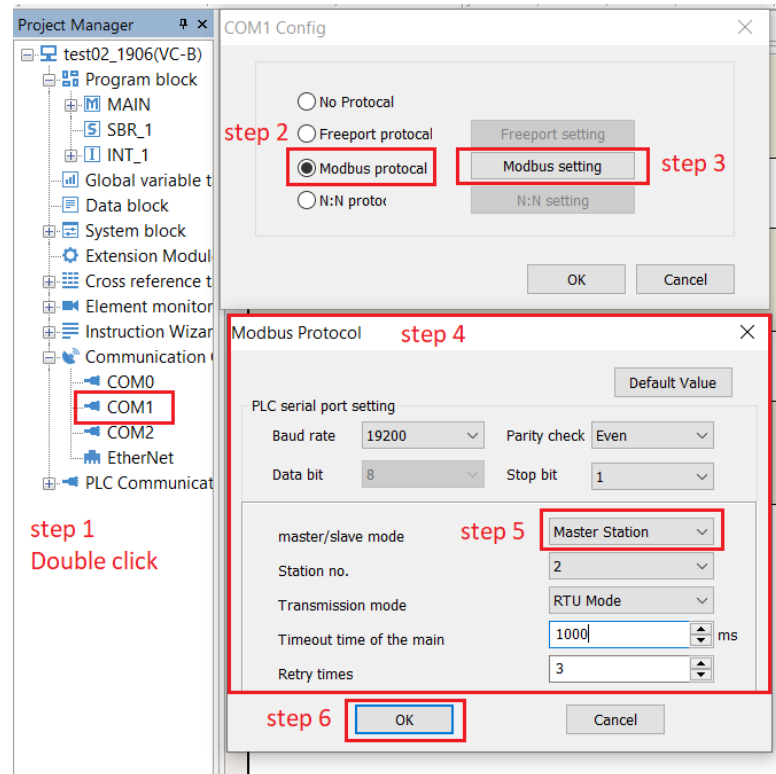 Project Manager
test02_1906(VC-B)
Program block
MAIN
SBR_1
INT_1
Global variable t
Data block
System block
Extension Modul
Cross reference t
Element monitor
Instruction Wizar
Communication
COM0
COM1
COM2
EtherNet
PLC Communicat
step 1
Double click
COM1 Config
No Protocal
step 2
Freeport protocal
Freeport setting
Modbus protocal
Modbus setting
step 3
N:N protoc
N:N setting
OK
Cancel
Modbus Protocol
step 4
Default Value
PLC serial port setting
Baud rate
19200
Parity check
Even
Data bit
8
Stop bit
1
master/slave mode
step 5
Master Station
Station no.
2
Transmission mode
RTU Mode
Timeout time of the main
1000
ms
Retry times
3
step 6
OK
Cancel